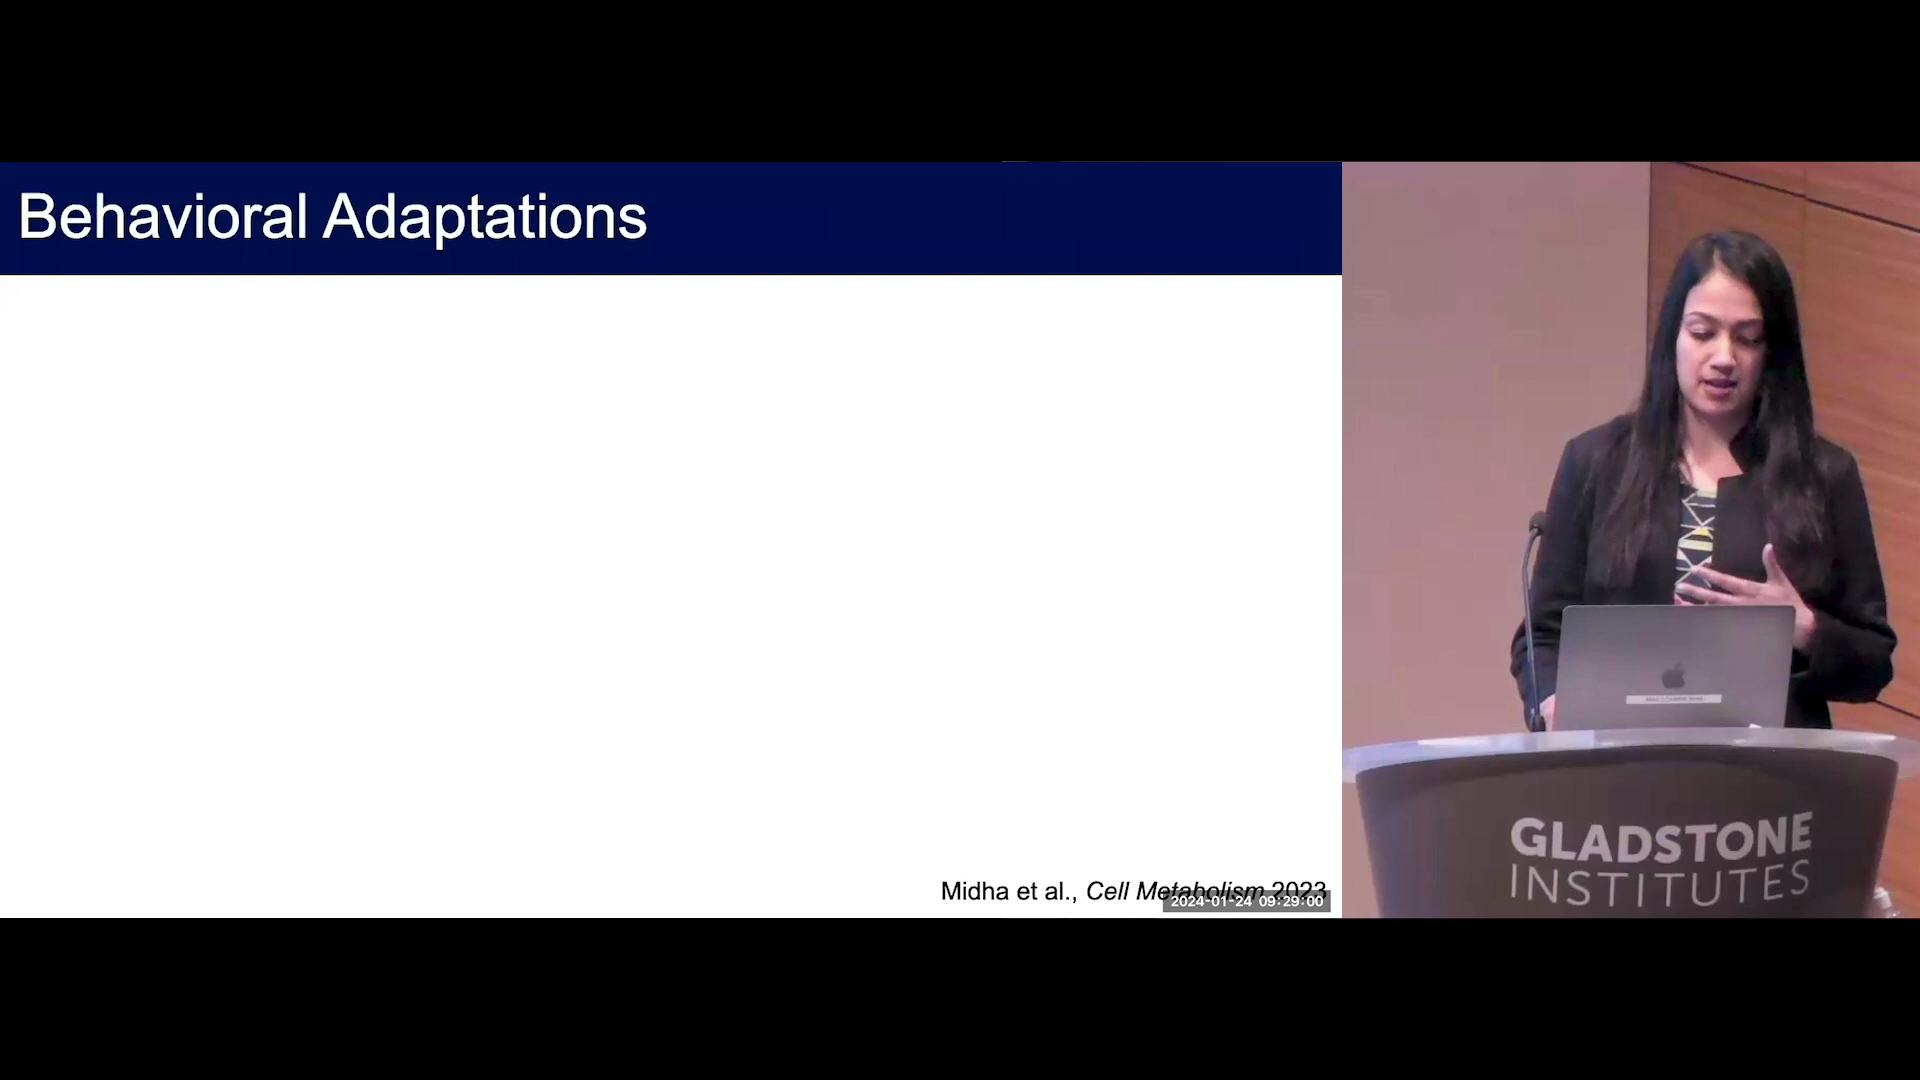 Behavioral Adaptations
Midha et al., Cell Metabolism 2023
2024-01-24 09:29:00
GLADSTONE
INSTITUTES